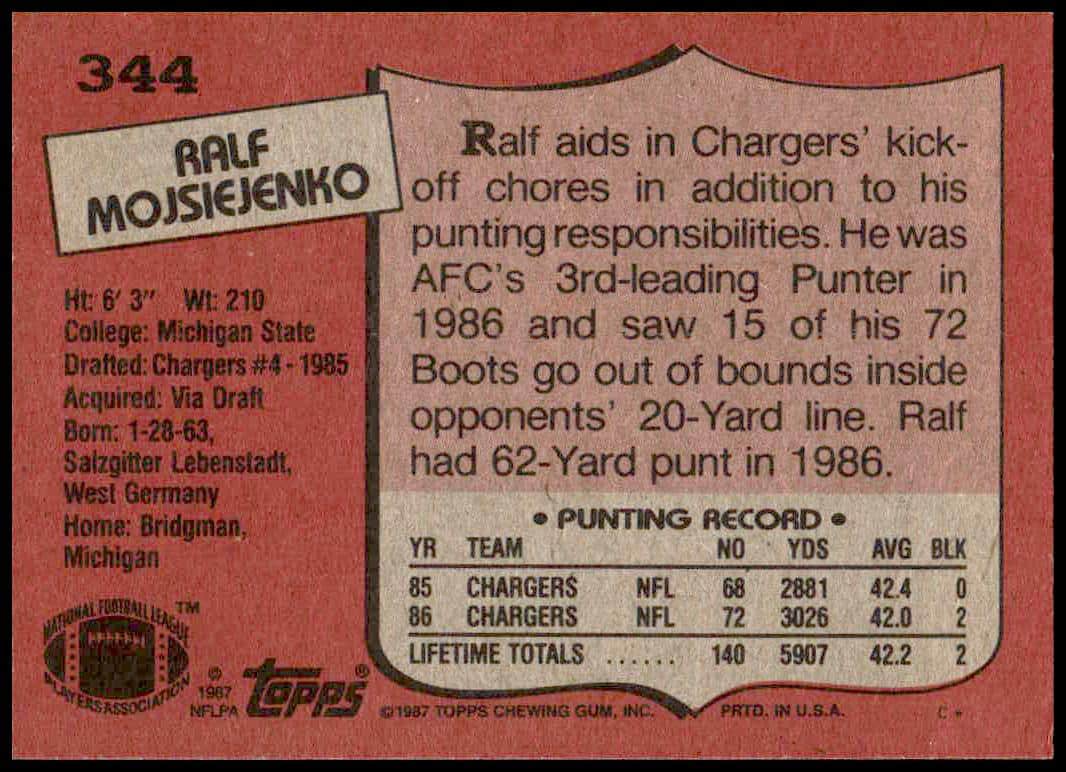 344
RALF
MOJSIEJENKO
Ht: 6' 3" Wt: 210
College: Michigan State
Drafted: Chargers #4 - 1985
Acquired: Via Draft
Born: 1-28-63,
Salzgitter Lebenstadt,
West Germany
Home: Bridgman,
Michigan
NATIONAL FOOTBALL LEAGUE ™
PLAYERS ASSOCIATION
© 1987 NFLPA
Topps®
Ralf aids in Chargers' kick-
off chores in addition to his
punting responsibilities. He was
AFC's 3rd-leading Punter in
1986 and saw 15 of his 72
Boots go out of bounds inside
opponents' 20-Yard line. Ralf
had 62-Yard punt in 1986.
• PUNTING RECORD •
YR TEAM NO YDS AVG BLK
85 CHARGERS NFL 68 2881 42.4 0
86 CHARGERS NFL 72 3026 42.0 2
LIFETIME TOTALS ...... 140 5907 42.2 2
©1987 TOPPS CHEWING GUM, INC. PRTD. IN U.S.A. C*